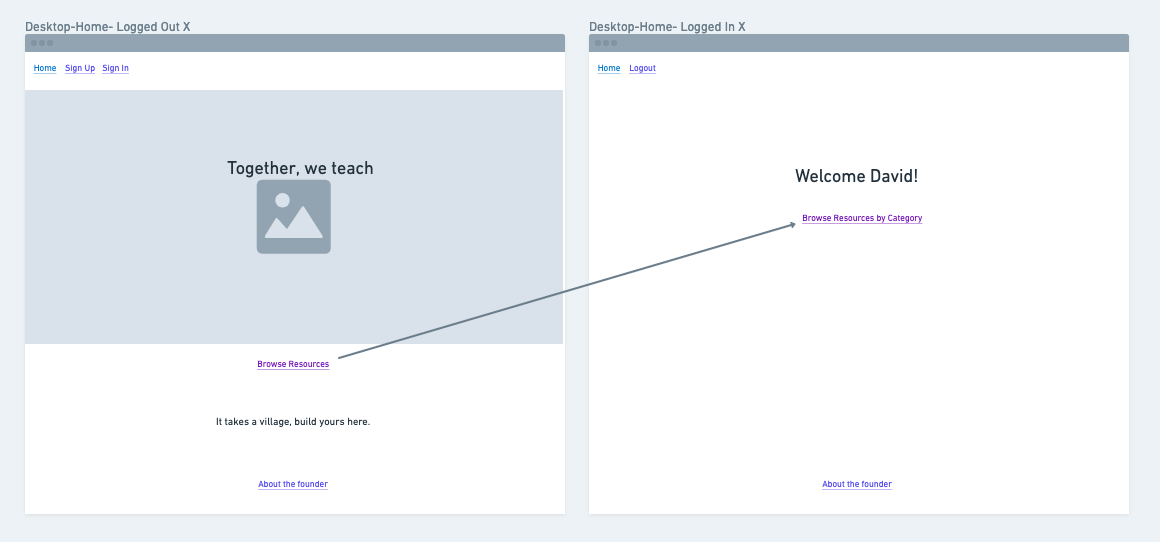 Desktop-Home- Logged Out X
Home Sign Up Sign In
Together, we teach
Browse Resources
It takes a village, build yours here.
About the founder
Desktop-Home- Logged In X
Home Logout
Welcome David!
Browse Resources by Category
About the founder